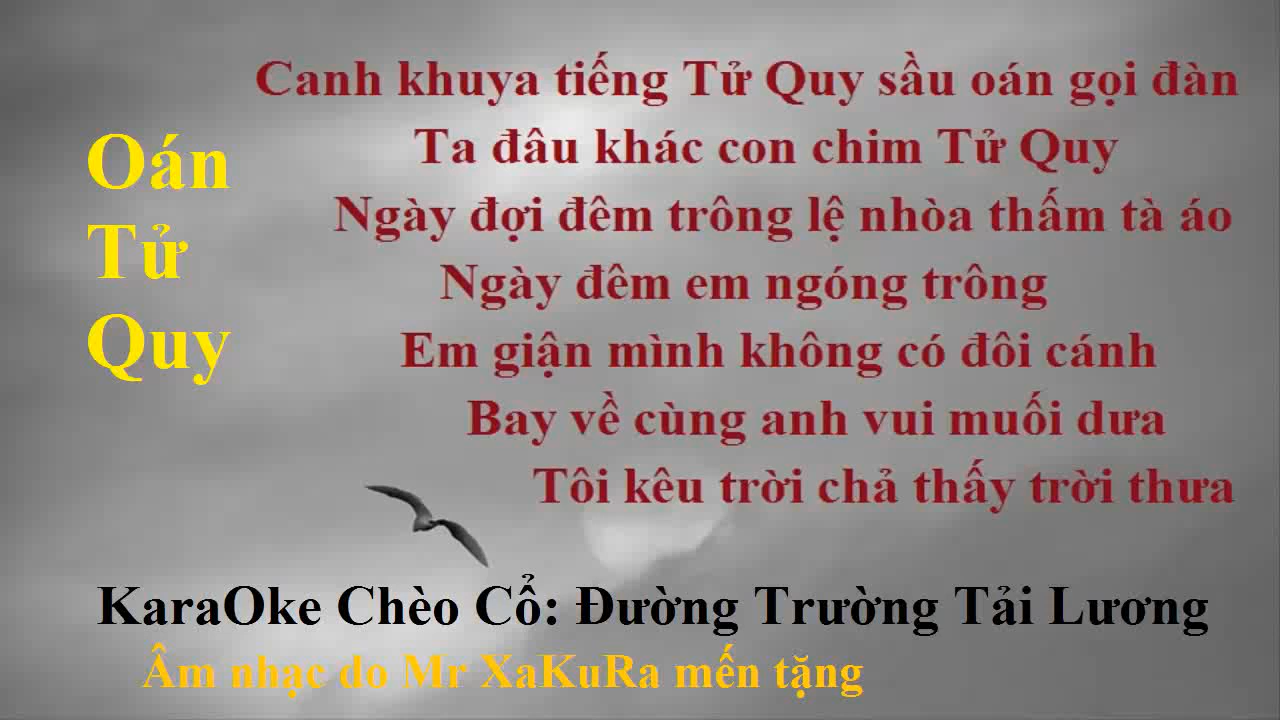 Oán
Tử
Quy
Canh khuya tiếng Tử Quy sầu oán gọi đàn
Ta đâu khác con chim Tử Quy
Ngày đợi đêm trông lệ nhòa thấm tà áo
Ngày đêm em ngóng trông
Em giận mình không có đôi cánh
Bay về cùng anh vui muối dưa
Tôi kêu trời chả thấy trời thưa
KaraOke Chèo Cổ: Đường Trường Tải Lương
Âm nhạc do Mr XaKuRa mến tặng